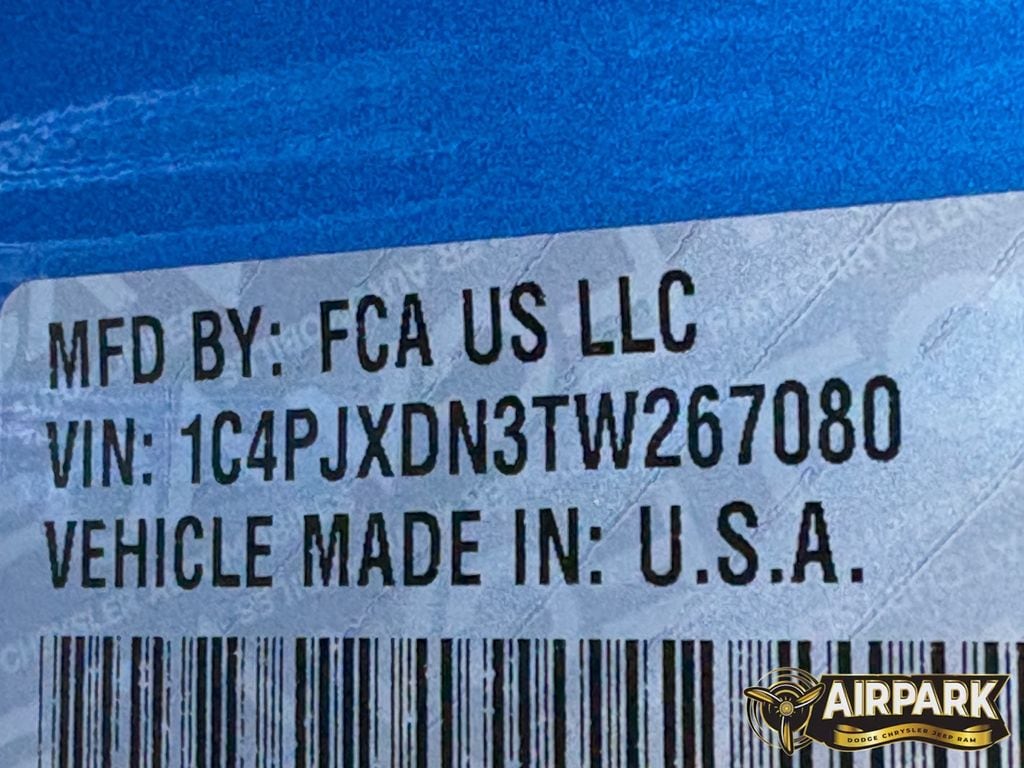 MFD BY: FCA US LLC
VIN: 1C4PJXDN3TW267080
VEHICLE MADE IN: U.S.A.
AIRPARK
DODGE CHRYSLER JEEP RAM